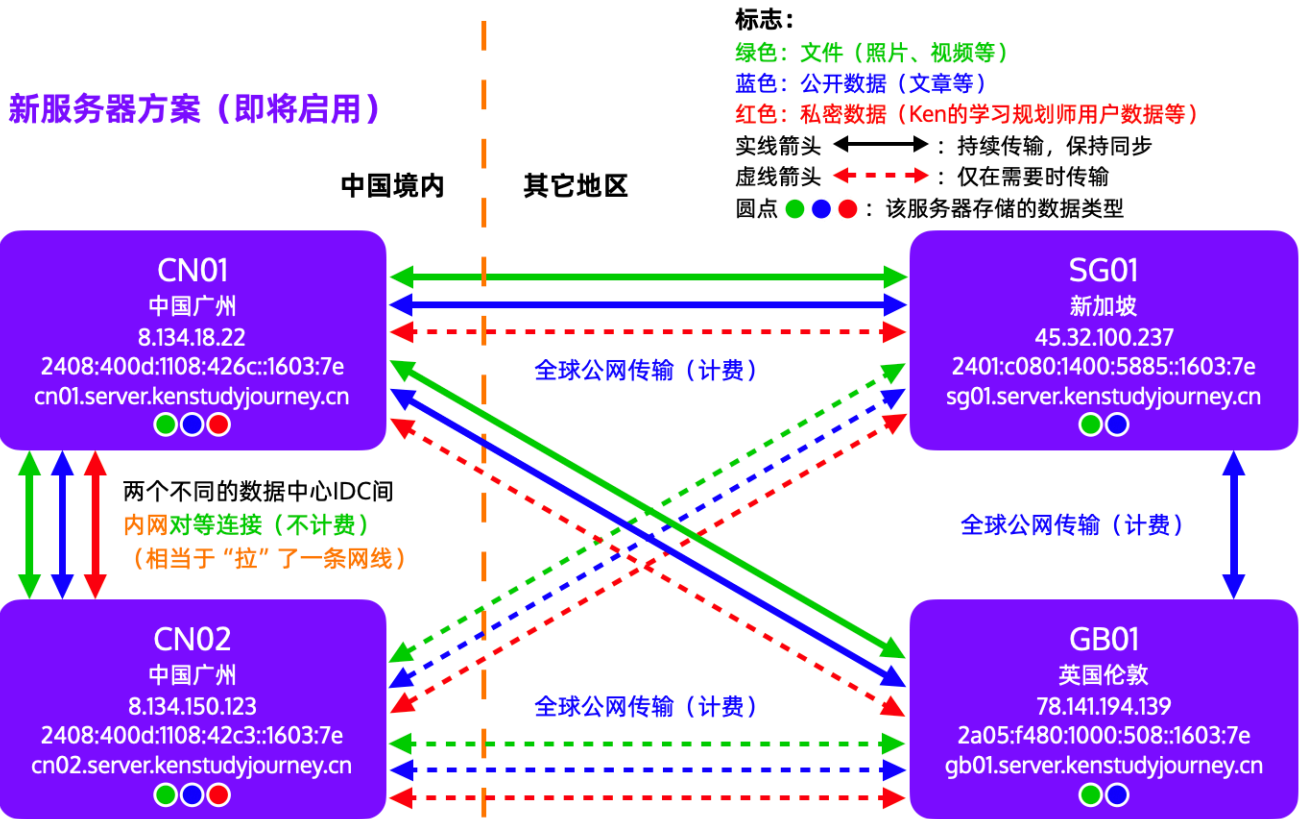 标志：
绿色：文件（照片、视频等）
蓝色：公开数据（文章等）
红色：私密数据（Ken的学习规划师用户数据等）
实线箭头 ：持续传输，保持同步
虚线箭头 ：仅在需要时传输
圆点 ：该服务器存储的数据类型
新服务器方案（即将启用）
中国境内
其它地区
CN01
中国广州
8.134.18.22
2408:400d:1108:426c::1603:7e
cn01.server.kenstudyjourney.cn
SG01
新加坡
45.32.100.237
2401:c080:1400:5885::1603:7e
sg01.server.kenstudyjourney.cn
全球公网传输（计费）
两个不同的数据中心IDC间
内网对等连接（不计费）
（相当于“拉”了一条网线）
全球公网传输（计费）
CN02
中国广州
8.134.150.123
2408:400d:1108:42c3::1603:7e
cn02.server.kenstudyjourney.cn
全球公网传输（计费）
GB01
英国伦敦
78.141.194.139
2a05:f480:1000:508::1603:7e
gb01.server.kenstudyjourney.cn